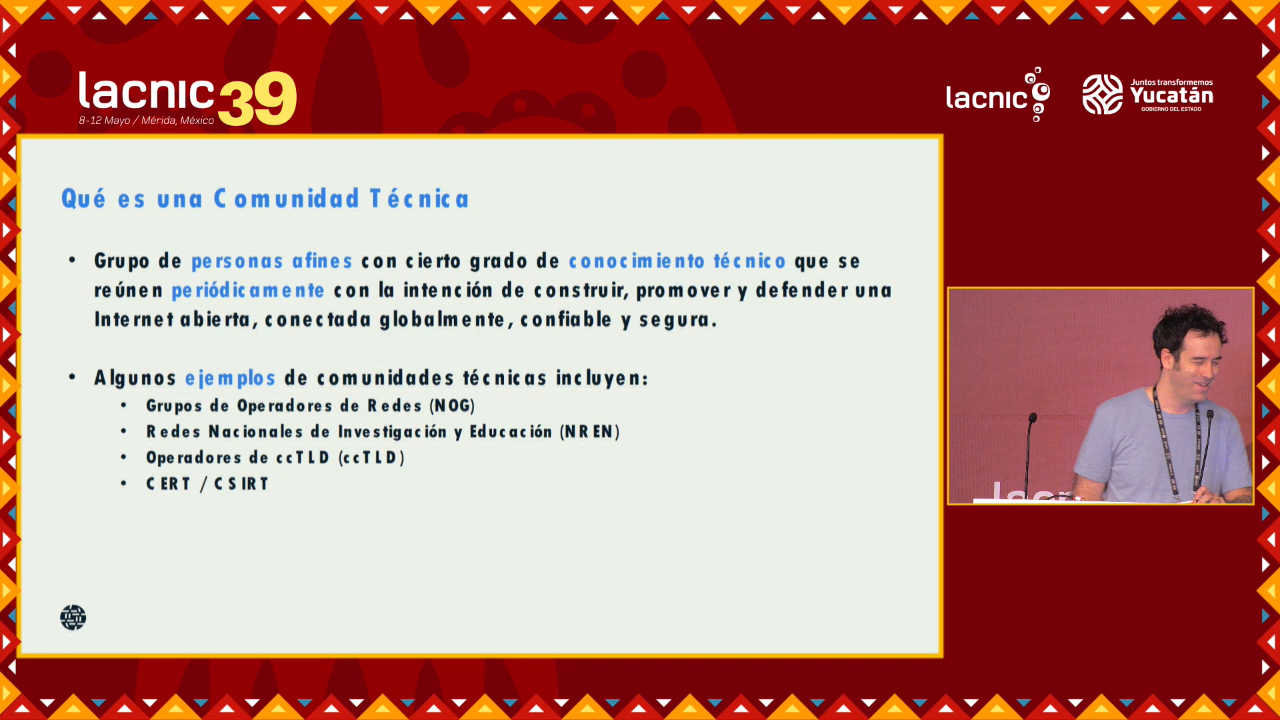 lacnic 39
8-12 Mayo / Mérida, México
lacnic
Juntos transformemos
Yucatán
GOBIERNO DEL ESTADO
Qué es una Comunidad Técnica
• Grupo de personas afines con cierto grado de conocimiento técnico que se
reúnen periódicamente con la intención de construir, promover y defender una
Internet abierta, conectada globalmente, confiable y segura.
• Algunos ejemplos de comunidades técnicas incluyen:
• Grupos de Operadores de Redes (NOG)
• Redes Nacionales de Investigación y Educación (NREN)
• Operadores de ccTLD (ccTLD)
• CERT / CSIRT